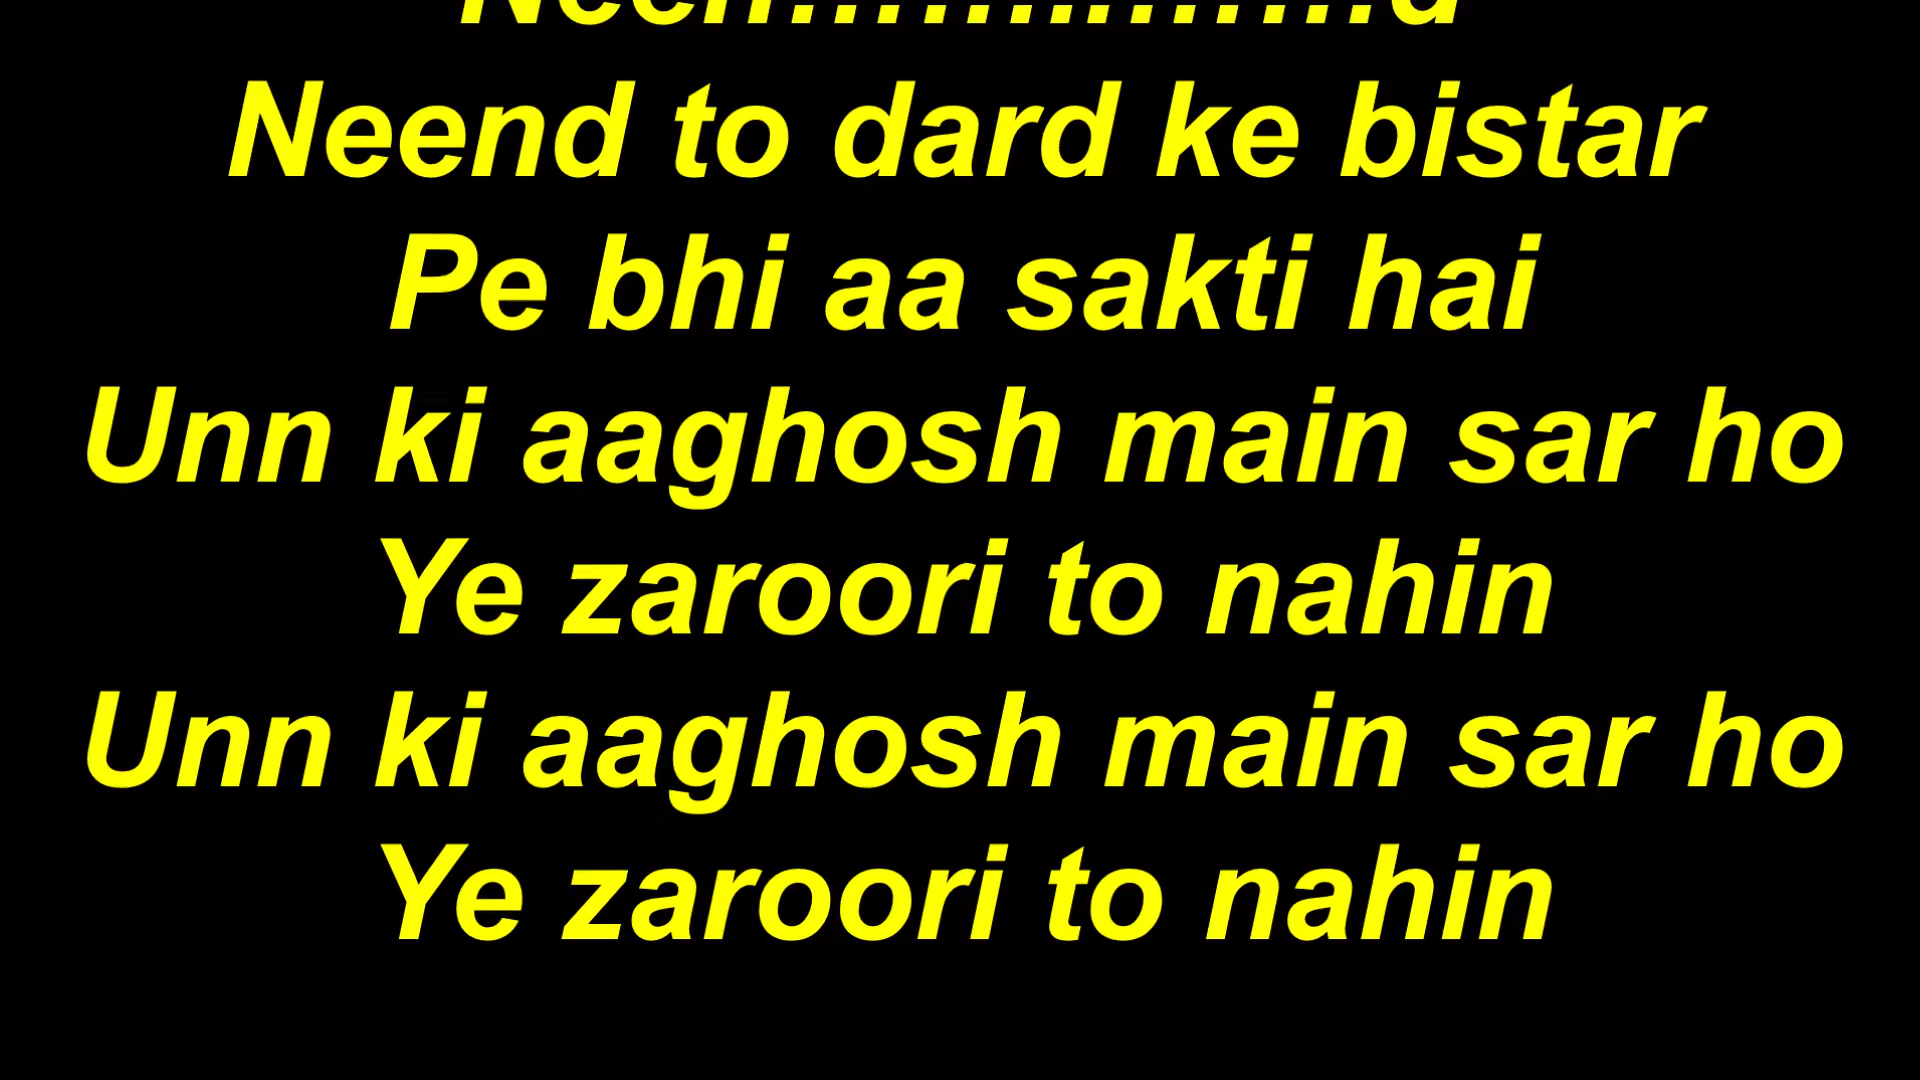 Neen................d
Neend to dard ke bistar
Pe bhi aa sakti hai
Unn ki aaghosh main sar ho
Ye zaroori to nahin
Unn ki aaghosh main sar ho
Ye zaroori to nahin